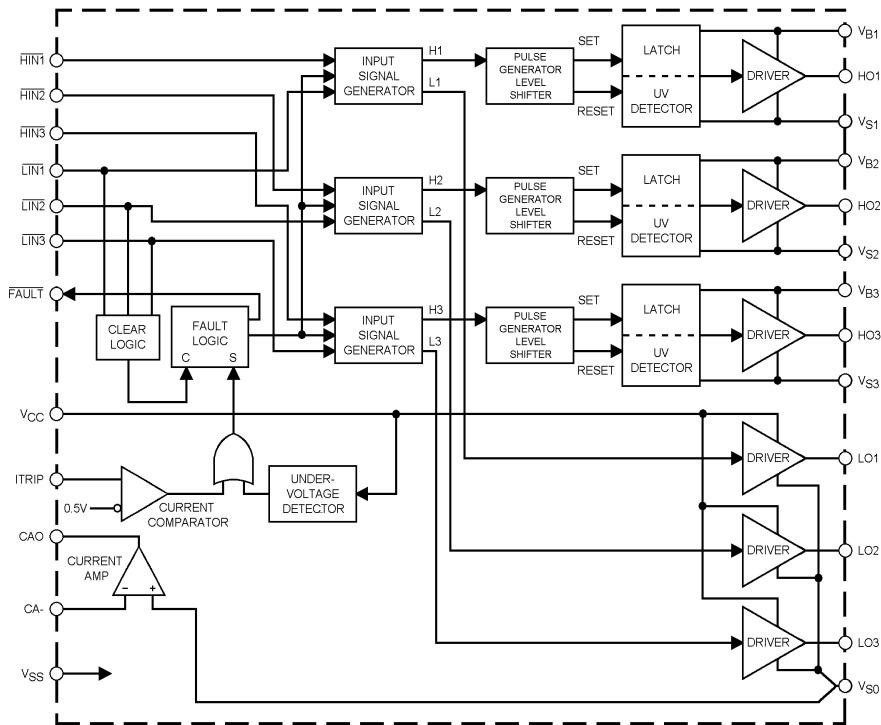 HIN1
HIN2
HIN3
LIN1
LIN2
LIN3
FAULT
VCC
ITRIP
0.5V
CAO
CA-
VSS
CLEAR
LOGIC
FAULT
LOGIC
C S
CURRENT
COMPARATOR
UNDER-
VOLTAGE
DETECTOR
CURRENT
AMP
- +
INPUT
SIGNAL
GENERATOR
H1
L1
PULSE
GENERATOR
LEVEL
SHIFTER
SET
RESET
LATCH
UV
DETECTOR
DRIVER
VB1
HO1
VS1
INPUT
SIGNAL
GENERATOR
H2
L2
PULSE
GENERATOR
LEVEL
SHIFTER
SET
RESET
LATCH
UV
DETECTOR
DRIVER
VB2
HO2
VS2
INPUT
SIGNAL
GENERATOR
H3
L3
PULSE
GENERATOR
LEVEL
SHIFTER
SET
RESET
LATCH
UV
DETECTOR
DRIVER
VB3
HO3
VS3
DRIVER
LO1
DRIVER
LO2
DRIVER
LO3
VS0